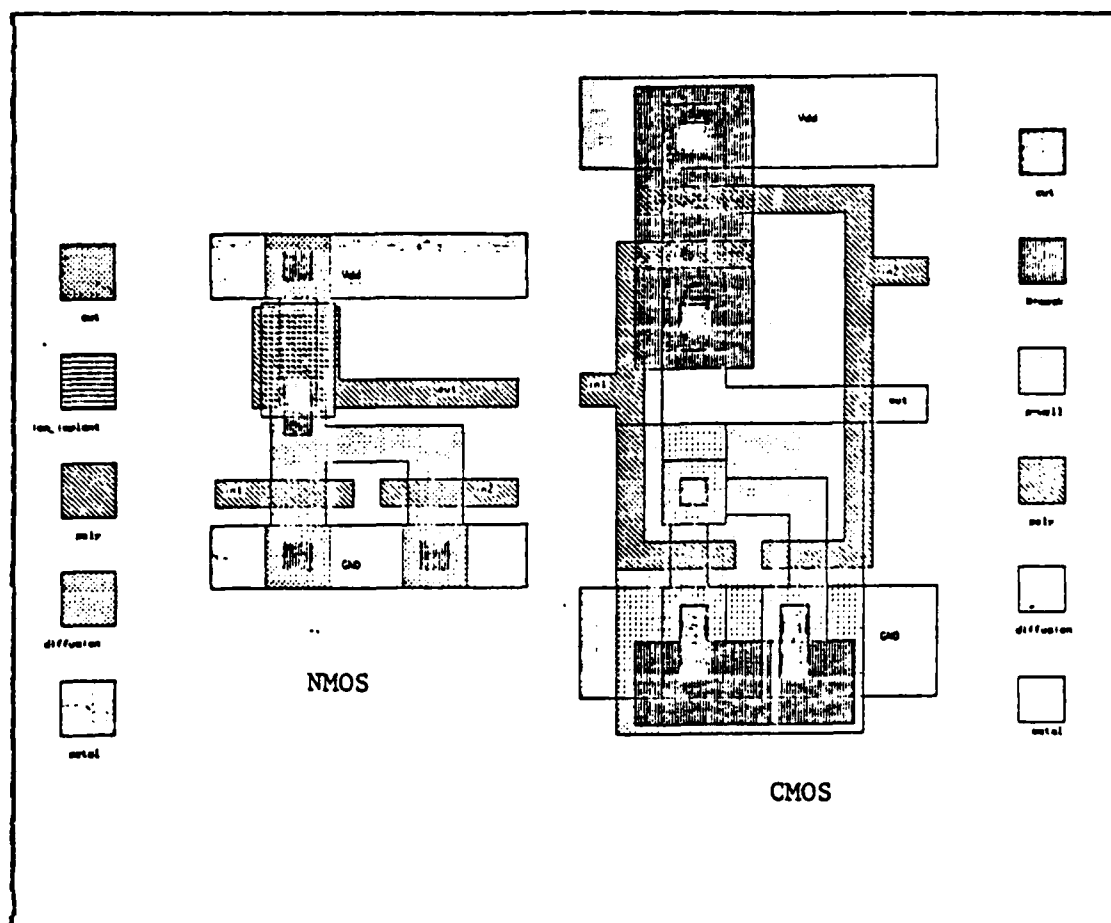 cut
ion_implant
poly
diffusion
metal
Vdd
out
in1
in2
GND
NMOS
Vdd
in2
in1
out
GND
CMOS
cut
p-well
poly
diffusion
metal